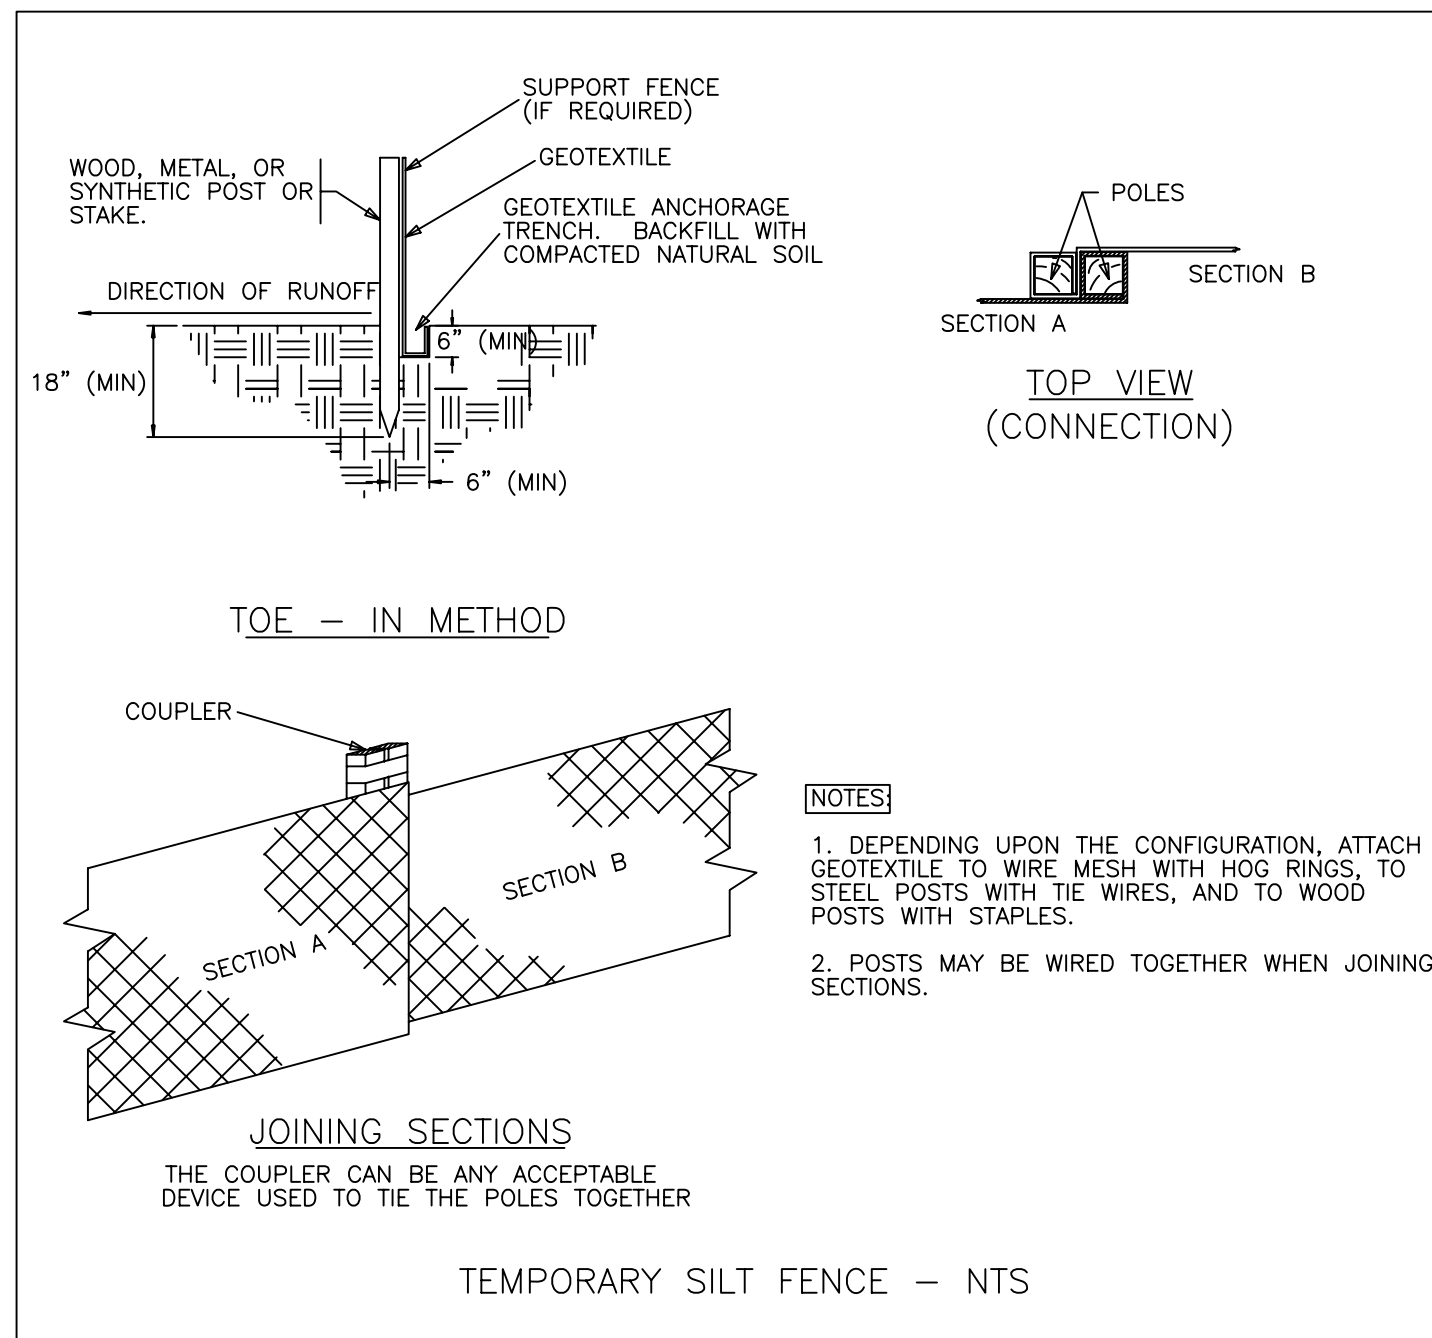 SUPPORT FENCE
(IF REQUIRED)
GEOTEXTILE
WOOD, METAL, OR
SYNTHETIC POST OR
STAKE.
GEOTEXTILE ANCHORAGE
TRENCH. BACKFILL WITH
COMPACTED NATURAL SOIL
DIRECTION OF RUNOFF
6" (MIN)
18" (MIN)
6" (MIN)
TOE – IN METHOD
POLES
SECTION B
SECTION A
TOP VIEW
(CONNECTION)
COUPLER
SECTION B
SECTION A
JOINING SECTIONS
THE COUPLER CAN BE ANY ACCEPTABLE
DEVICE USED TO TIE THE POLES TOGETHER
NOTES:
1. DEPENDING UPON THE CONFIGURATION, ATTACH
GEOTEXTILE TO WIRE MESH WITH HOG RINGS, TO
STEEL POSTS WITH TIE WIRES, AND TO WOOD
POSTS WITH STAPLES.
2. POSTS MAY BE WIRED TOGETHER WHEN JOINING
SECTIONS.
TEMPORARY SILT FENCE – NTS